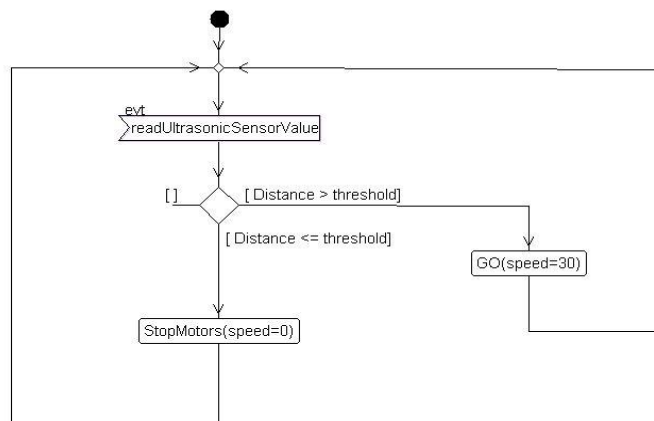 evt
readUltrasonicSensorValue
[ ]
[ Distance > threshold]
[ Distance <= threshold]
GO(speed=30)
StopMotors(speed=0)